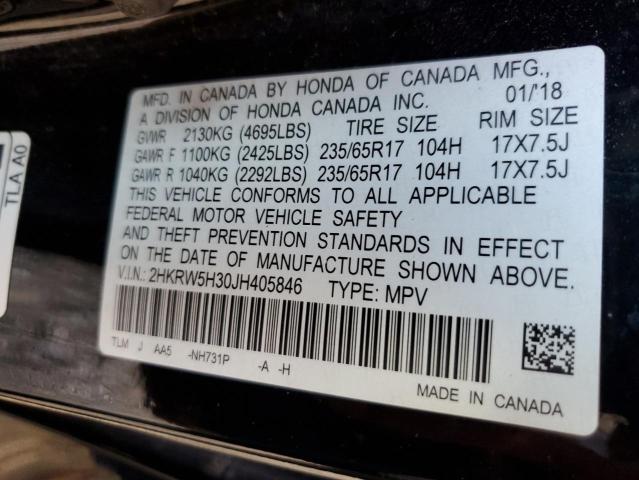 MFD. IN CANADA BY HONDA OF CANADA MFG.,
A DIVISION OF HONDA CANADA INC. 01/'18
GVWR 2130KG (4695LBS) TIRE SIZE RIM SIZE
GAWR F 1100KG (2425LBS) 235/65R17 104H 17X7.5J
GAWR R 1040KG (2292LBS) 235/65R17 104H 17X7.5J
THIS VEHICLE CONFORMS TO ALL APPLICABLE
FEDERAL MOTOR VEHICLE SAFETY
AND THEFT PREVENTION STANDARDS IN EFFECT
ON THE DATE OF MANUFACTURE SHOWN ABOVE.
V.I.N.: 2HKRW5H30JH405846 TYPE: MPV
TLM J AA5 -NH731P -A -H
MADE IN CANADA
TLA A0